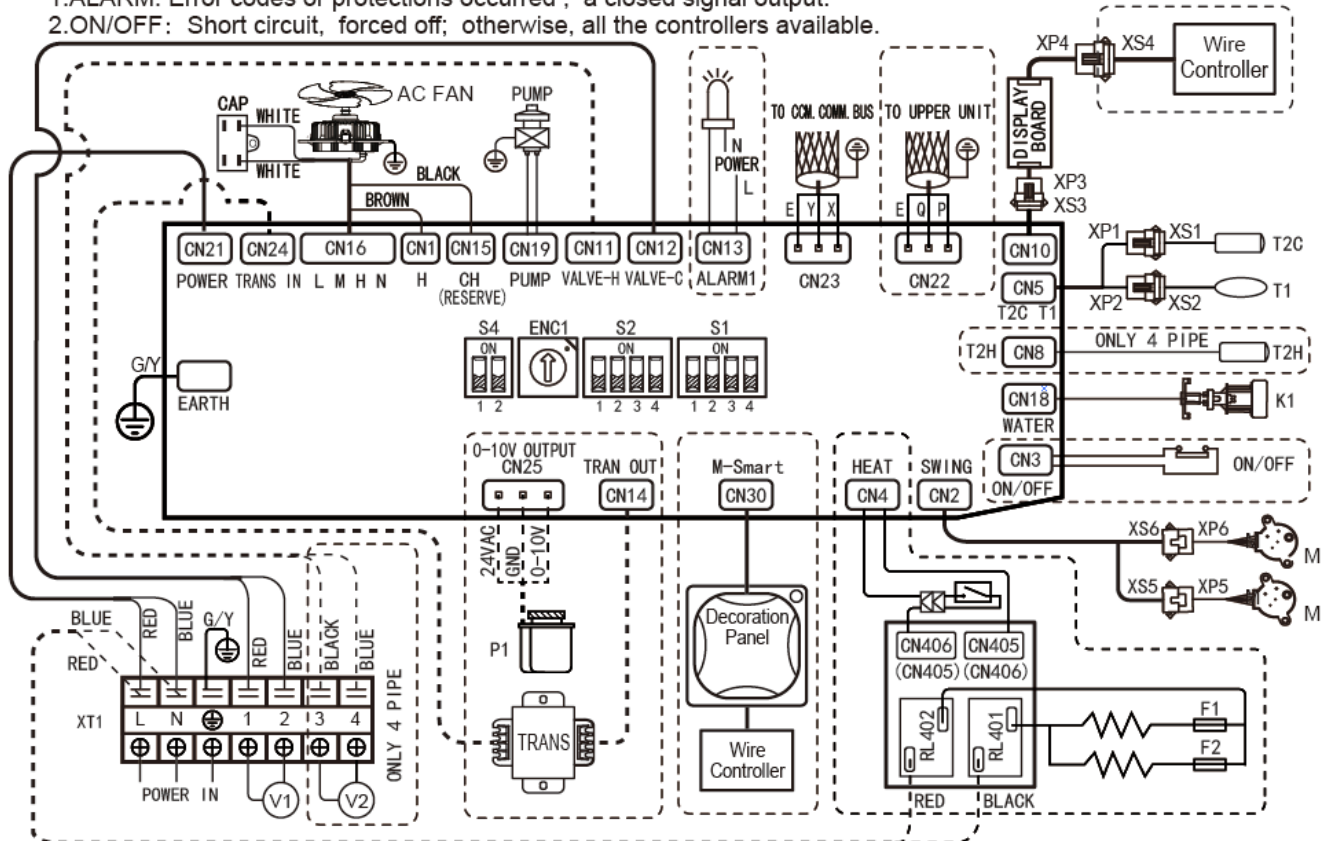 1.ALARM: Error codes or protections occurred , a closed signal output.
2.ON/OFF: Short circuit, forced off; otherwise, all the controllers available.
XP4 XS4
Wire
Controller
AC FAN
PUMP
CAP
WHITE
WHITE
BLACK
BROWN
N
POWER
L
TO CCM.COMM.BUS
TO UPPER UNIT
DISPLAY
BOARD
XP3
XS3
E Y X
E Q P
XP1 XS1
T2C
XP2 XS2
T1
CN21 CN24 CN16 CN1 CN15 CN19 CN11 CN12 CN13
CN23
CN22
CN10
POWER TRANS IN L M H N H CH PUMP VALVE-H VALVE-C ALARM1
(RESERVE)
CN5
T2C T1
ONLY 4 PIPE
T2H CN8 T2H
CN18 K1
WATER
CN3 ON/OFF
ON/OFF
G/Y
EARTH
S4 ENC1 S2 S1
ON ON ON
1 2 1 2 3 4 1 2 3 4
0-10V OUTPUT
CN25
TRAN OUT
CN14
M-Smart
CN30
HEAT
CN4
SWING
CN2
24VAC
GND
0-10V
XS6 XP6
M
XS5 XP5
M
P1
TRANS
Decoration
Panel
Wire
Controller
CN406 CN405
(CN405) (CN406)
RL402
RL401
F1
F2
RED BLACK
BLUE
RED
RED
BLUE
G/Y
RED
BLUE
BLACK
BLUE
XT1
L N 1 2 3 4
ONLY 4 PIPE
POWER IN
V1 V2